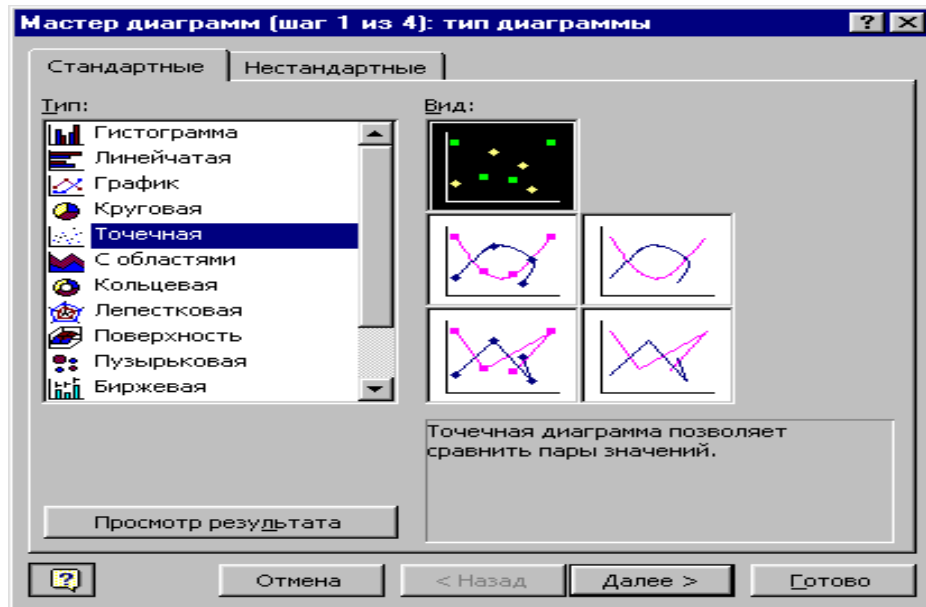 Мастер диаграмм (шаг 1 из 4): тип диаграммы
Стандартные
Нестандартные
Тип:
Гистограмма
Линейчатая
График
Круговая
Точечная
С областями
Кольцевая
Лепестковая
Поверхность
Пузырьковая
Биржевая
Вид:
Точечная диаграмма позволяет
сравнить пары значений.
Просмотр результата
Отмена
< Назад
Далее >
Готово